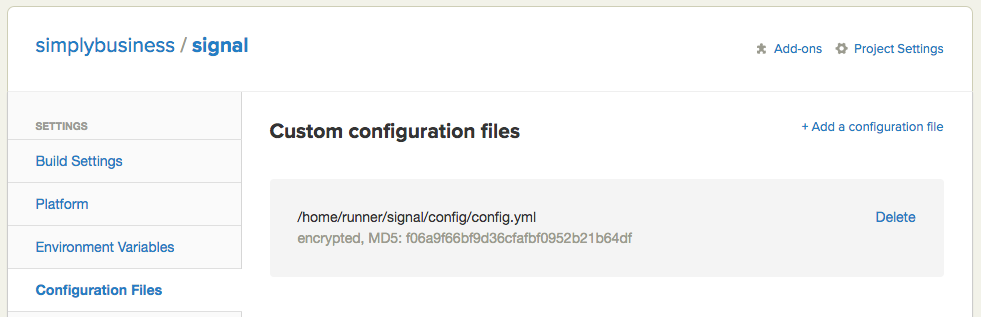 simplybusiness / signal
Add-ons Project Settings
SETTINGS
Build Settings
Platform
Environment Variables
Configuration Files
Custom configuration files
+ Add a configuration file
/home/runner/signal/config/config.yml
Delete
encrypted, MD5: f06a9f66bf9d36cfafbf0952b21b64df